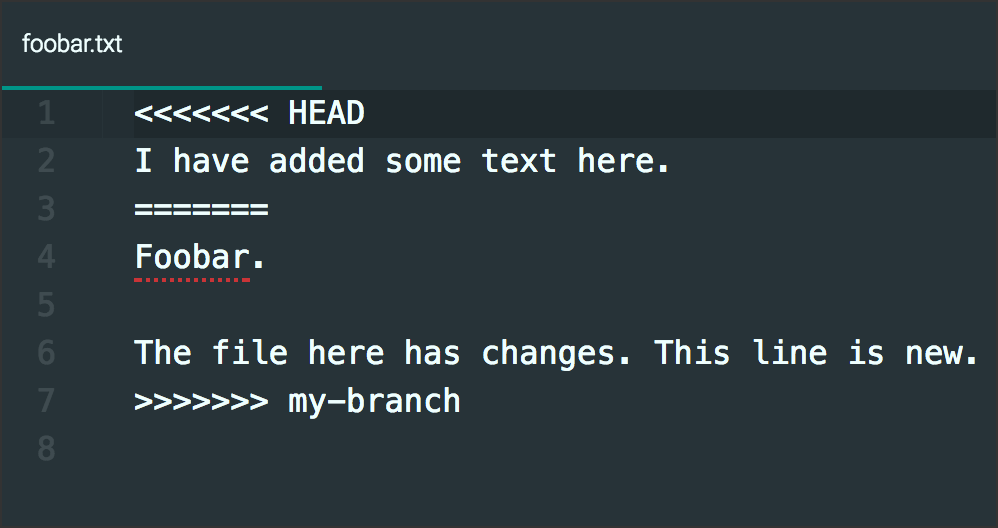 foobar.txt
1 <<<<<<< HEAD
2 I have added some text here.
3 =======
4 Foobar.
5
6 The file here has changes. This line is new.
7 >>>>>>> my-branch
8